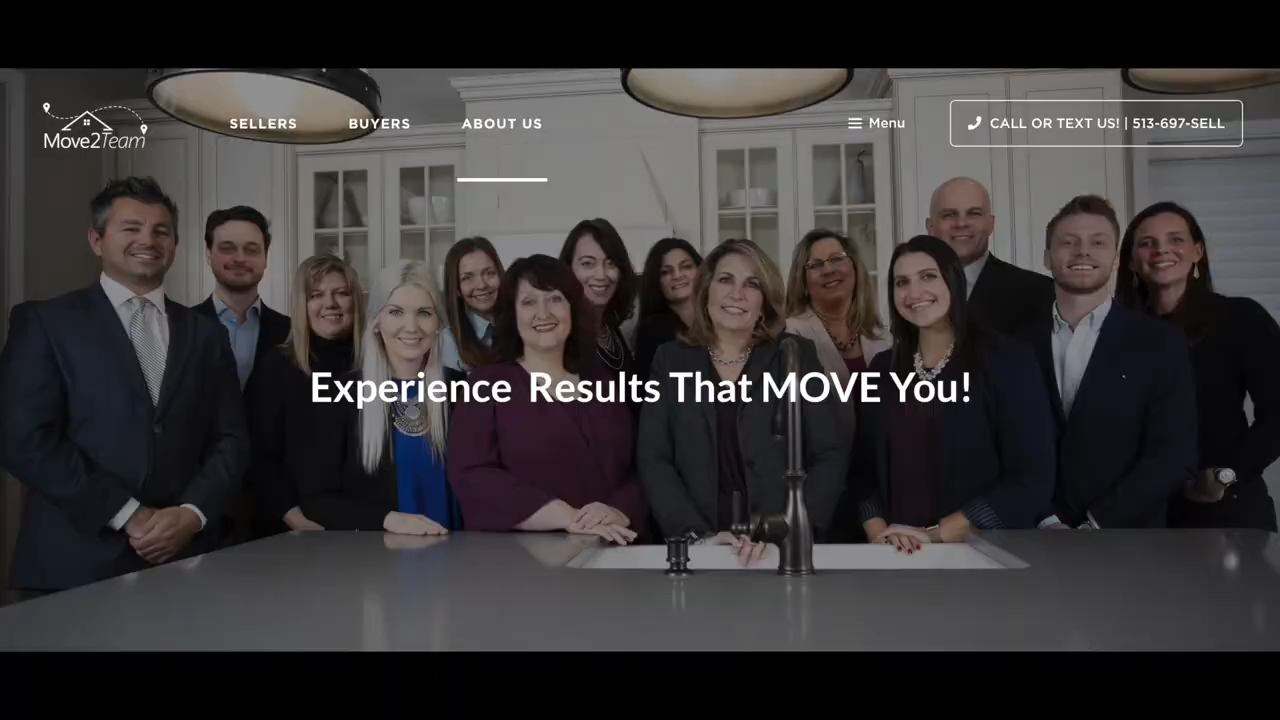 Move2Team
SELLERS
BUYERS
ABOUT US
Menu
CALL OR TEXT US! | 513-697-SELL
Experience Results That MOVE You!